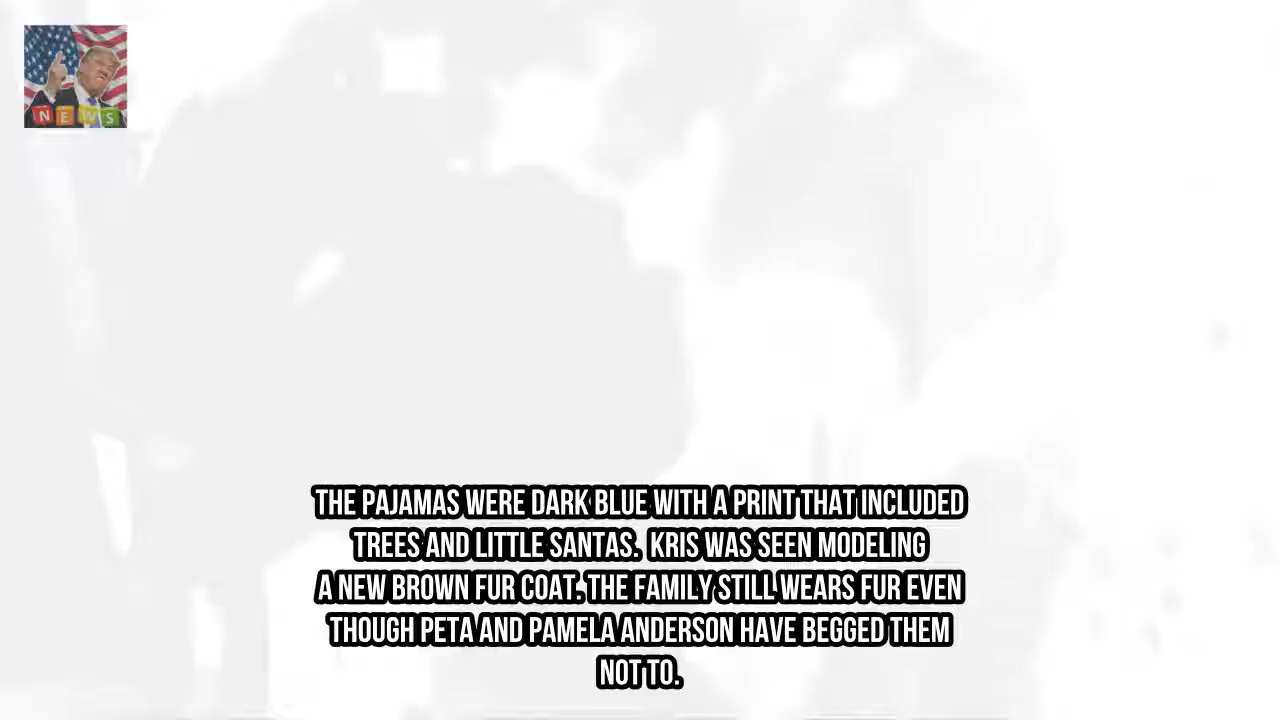 NEWS
THE PAJAMAS WERE DARK BLUE WITH A PRINT THAT INCLUDED
TREES AND LITTLE SANTAS. KRIS WAS SEEN MODELING
A NEW BROWN FUR COAT. THE FAMILY STILL WEARS FUR EVEN
THOUGH PETA AND PAMELA ANDERSON HAVE BEGGED THEM
NOT TO.